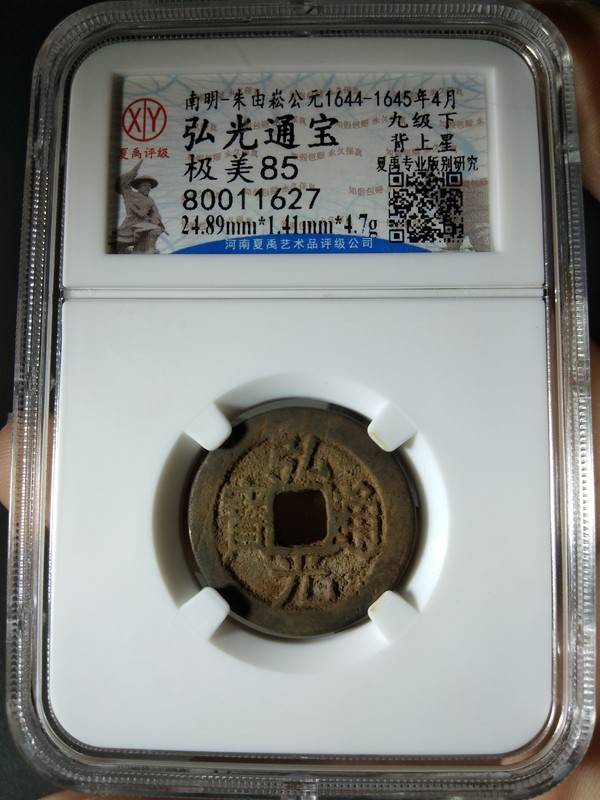 南明-朱由崧公元1644-1645年4月
XY
夏禹评级
弘光通宝
九级下
背上星
极美85
夏禹专业版别研究
80011627
24.89mm*1.41mm*4.7g
河南夏禹艺术品评级公司
弘光通寶